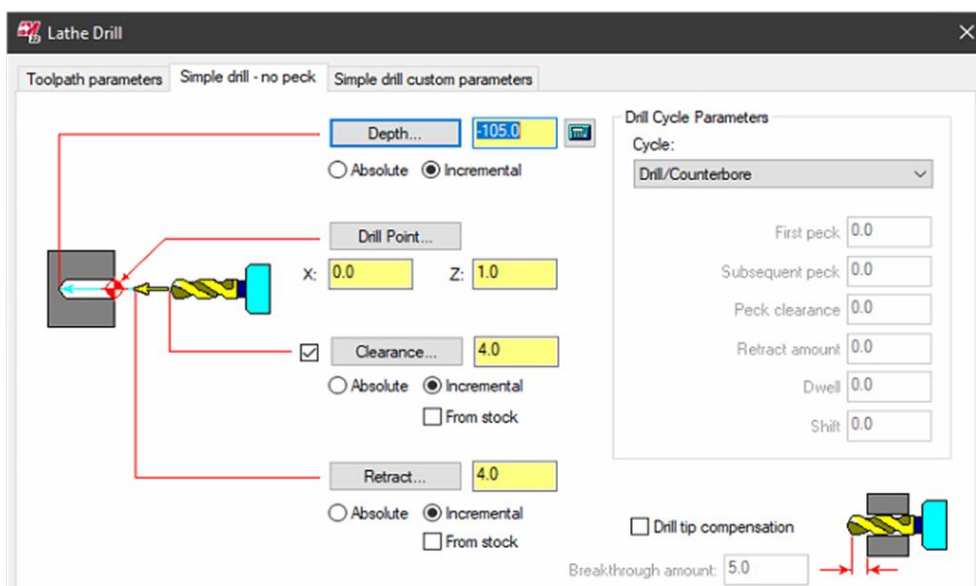 Lathe Drill
Toolpath parameters Simple drill - no peck Simple drill custom parameters
Depth... -105.0
Absolute Incremental
Drill Point...
X: 0.0 Z: 1.0
Clearance... 4.0
Absolute Incremental
From stock
Retract... 4.0
Absolute Incremental
From stock
Drill Cycle Parameters
Cycle:
Drill/Counterbore
First peck 0.0
Subsequent peck 0.0
Peck clearance 0.0
Retract amount 0.0
Dwell 0.0
Shift 0.0
Drill tip compensation
Breakthrough amount: 5.0